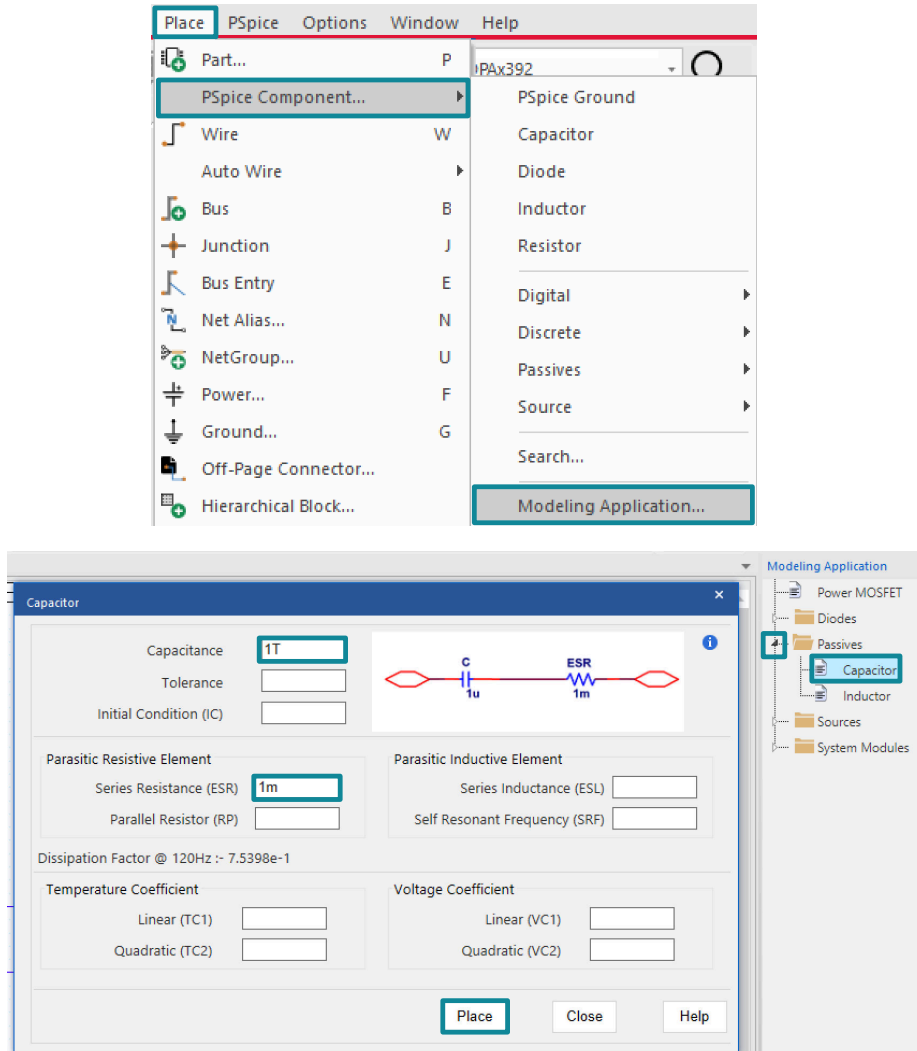 Place PSpice Options Window Help
Part... P
PAx392
PSpice Component...
PSpice Ground
Wire W
Capacitor
Auto Wire
Diode
Bus B
Inductor
Junction J
Resistor
Bus Entry E
Digital
Net Alias... N
Discrete
NetGroup... U
Passives
Power... F
Source
Ground... G
Search...
Off-Page Connector...
Hierarchical Block...
Modeling Application...
Modeling Application
Capacitor
Power MOSFET
Diodes
Passives
Capacitor
Inductor
Sources
System Modules
Capacitance 1T
Tolerance
Initial Condition (IC)
C ESR
1u 1m
Parasitic Resistive Element
Series Resistance (ESR) 1m
Parallel Resistor (RP)
Parasitic Inductive Element
Series Inductance (ESL)
Self Resonant Frequency (SRF)
Dissipation Factor @ 120Hz :- 7.5398e-1
Temperature Coefficient
Linear (TC1)
Quadratic (TC2)
Voltage Coefficient
Linear (VC1)
Quadratic (VC2)
Place Close Help